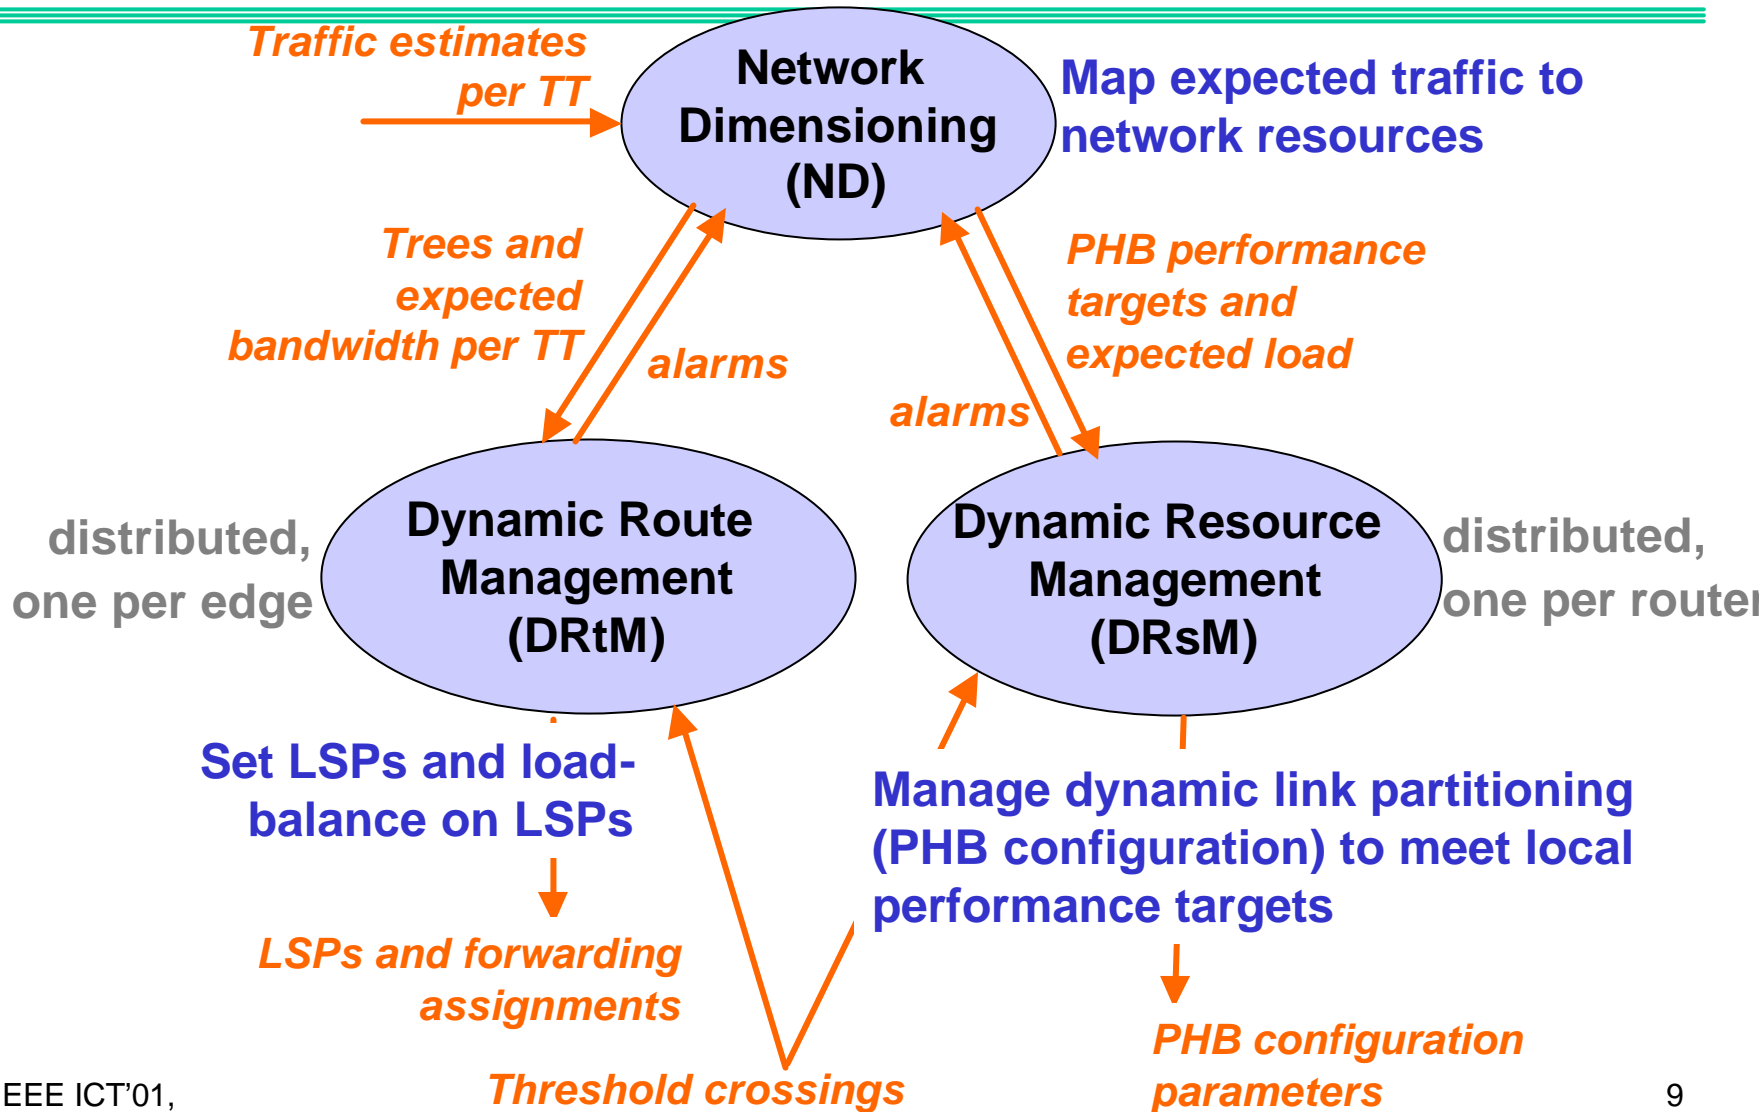 Traffic estimates
per TT
Network
Dimensioning
(ND)
Map expected traffic to
network resources
Trees and
expected
bandwidth per TT
alarms
PHB performance
targets and
expected load
alarms
distributed,
one per edge
Dynamic Route
Management
(DRtM)
Dynamic Resource
Management
(DRsM)
distributed,
one per router
Set LSPs and load-
balance on LSPs
Manage dynamic link partitioning
(PHB configuration) to meet local
performance targets
LSPs and forwarding
assignments
PHB configuration
parameters
Threshold crossings
EEE ICT'01,
9